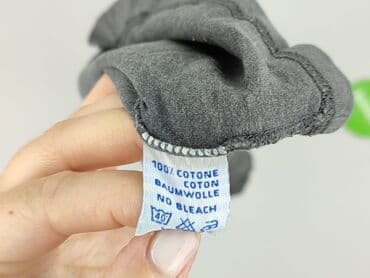 100% COTONE
COTON
BAUMWOLLE
NO BLEACH
40